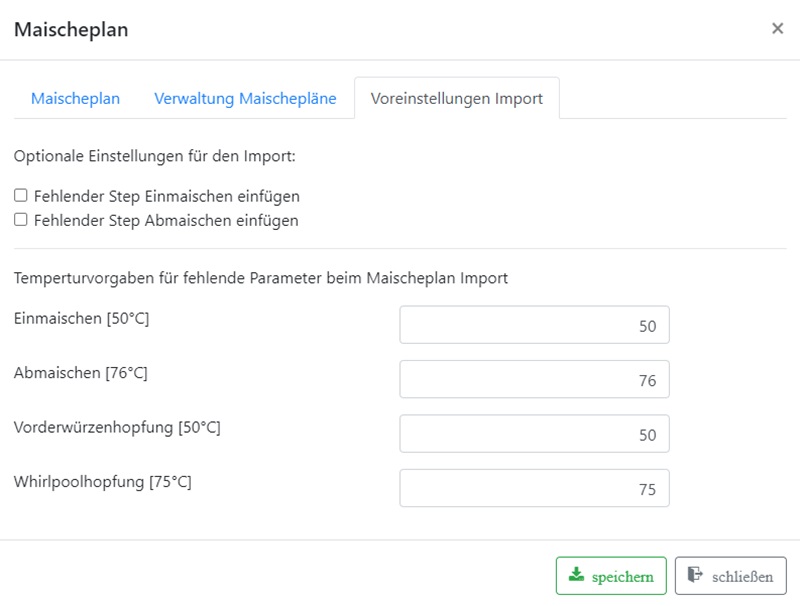 Maischeplan
×
Maischeplan Verwaltung Maischepläne Voreinstellungen Import
Optionale Einstellungen für den Import:
Fehlender Step Einmaischen einfügen
Fehlender Step Abmaischen einfügen
Temperturvorgaben für fehlende Parameter beim Maischeplan Import
Einmaischen [50°C] 50
Abmaischen [76°C] 76
Vorderwürzenhopfung [50°C] 50
Whirlpoolhopfung [75°C] 75
speichern schließen